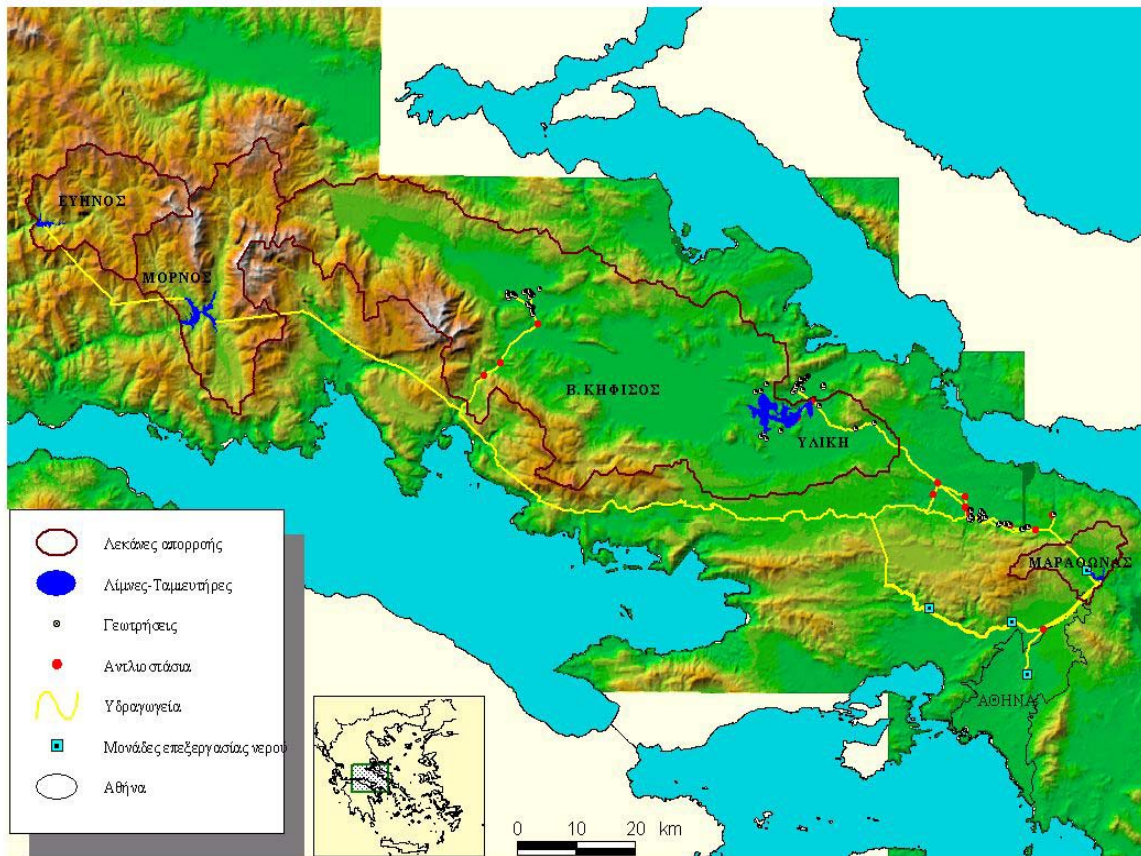 ΕΥΗΝΟΣ
ΜΟΡΝΟΣ
Β. ΚΗΦΙΣΟΣ
ΥΛΙΚΗ
ΜΑΡΑΘΩΝΑΣ
ΑΘΗΝΑ
Λεκάνες απορροής
Λίμνες-Ταμιευτήρες
Γεωτρήσεις
Αντλιοστάσια
Υδραγωγεία
Μονάδες επεξεργασίας νερού
Αθήνα
0 10 20 km